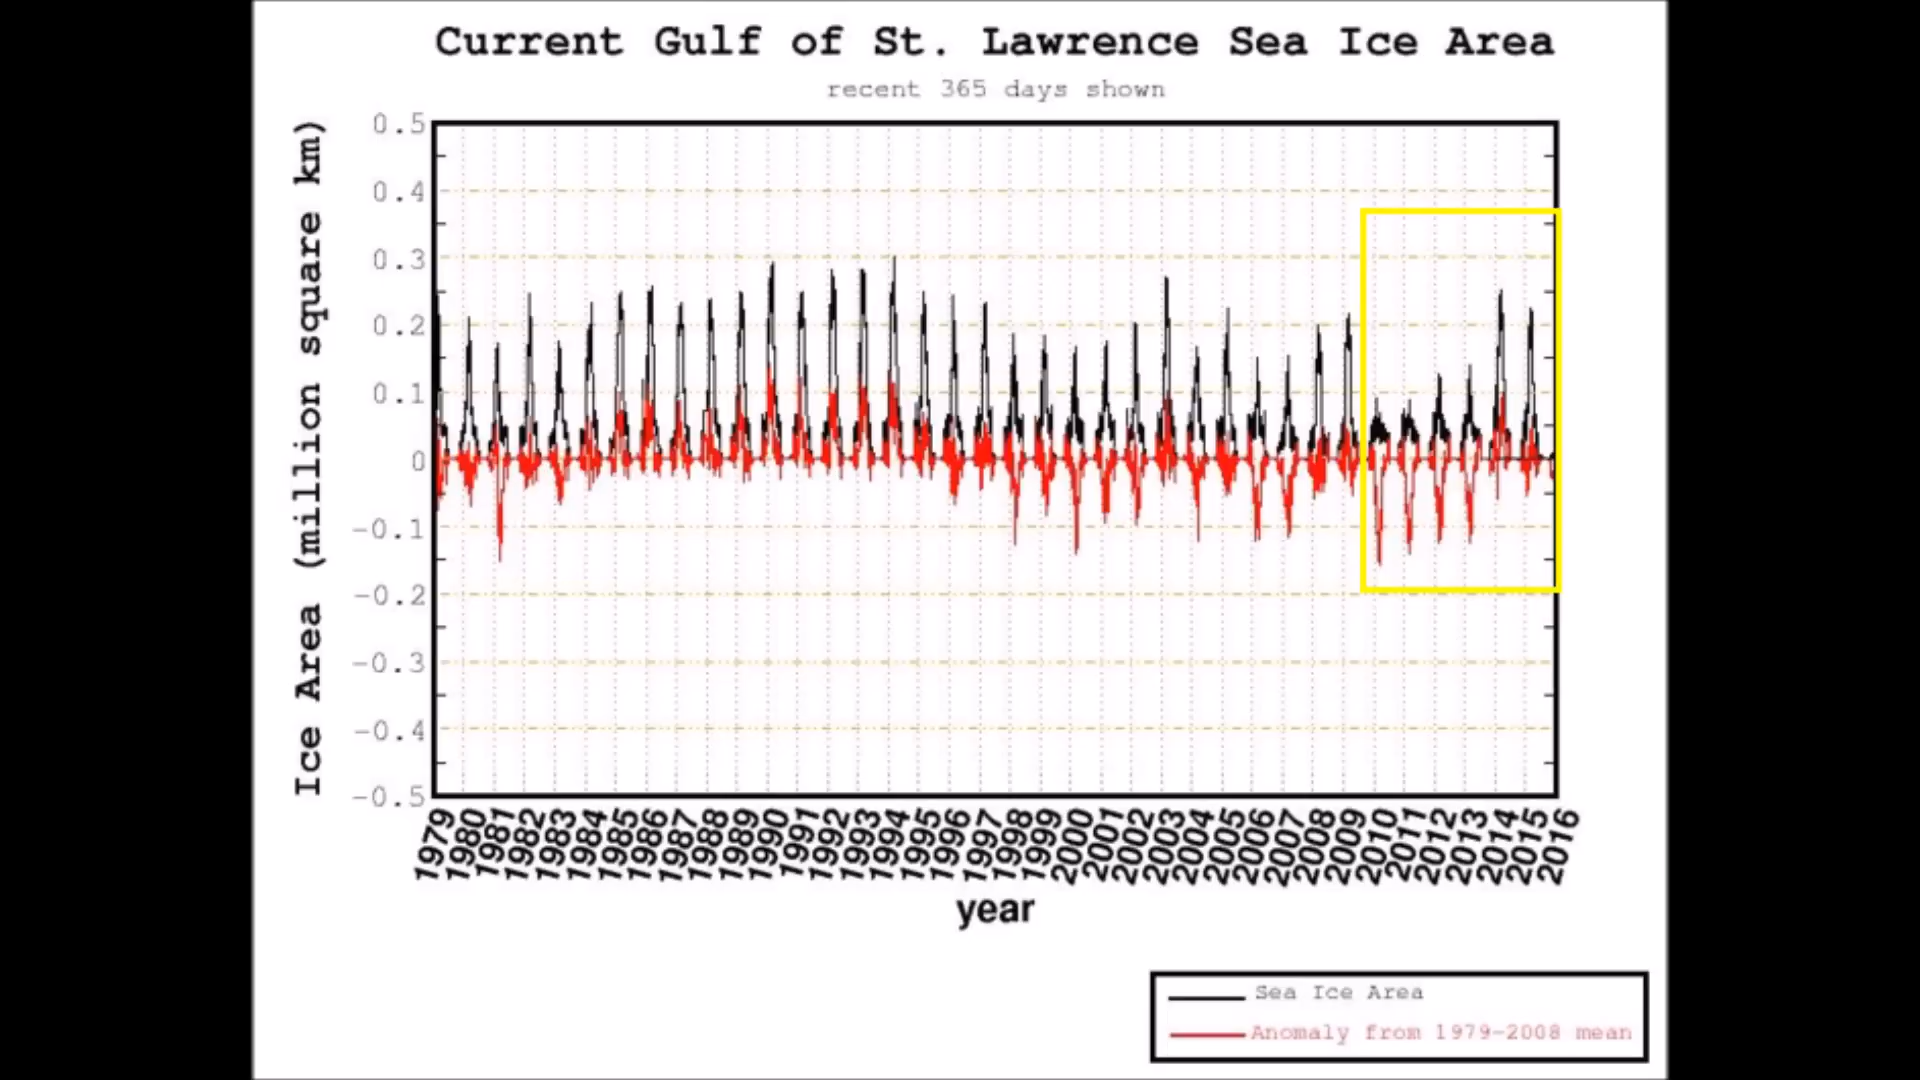 Current Gulf of St. Lawrence Sea Ice Area
recent 365 days shown
Ice Area (million square km)
0.5
0.4
0.3
0.2
0.1
0
-0.1
-0.2
-0.3
-0.4
-0.5
1979 1980 1981 1982 1983 1984 1985 1986 1987 1988 1989 1990 1991 1992 1993 1994 1995 1996 1997 1998 1999 2000 2001 2002 2003 2004 2005 2006 2007 2008 2009 2010 2011 2012 2013 2014 2015 2016
year
Sea Ice Area
Anomaly from 1979-2008 mean